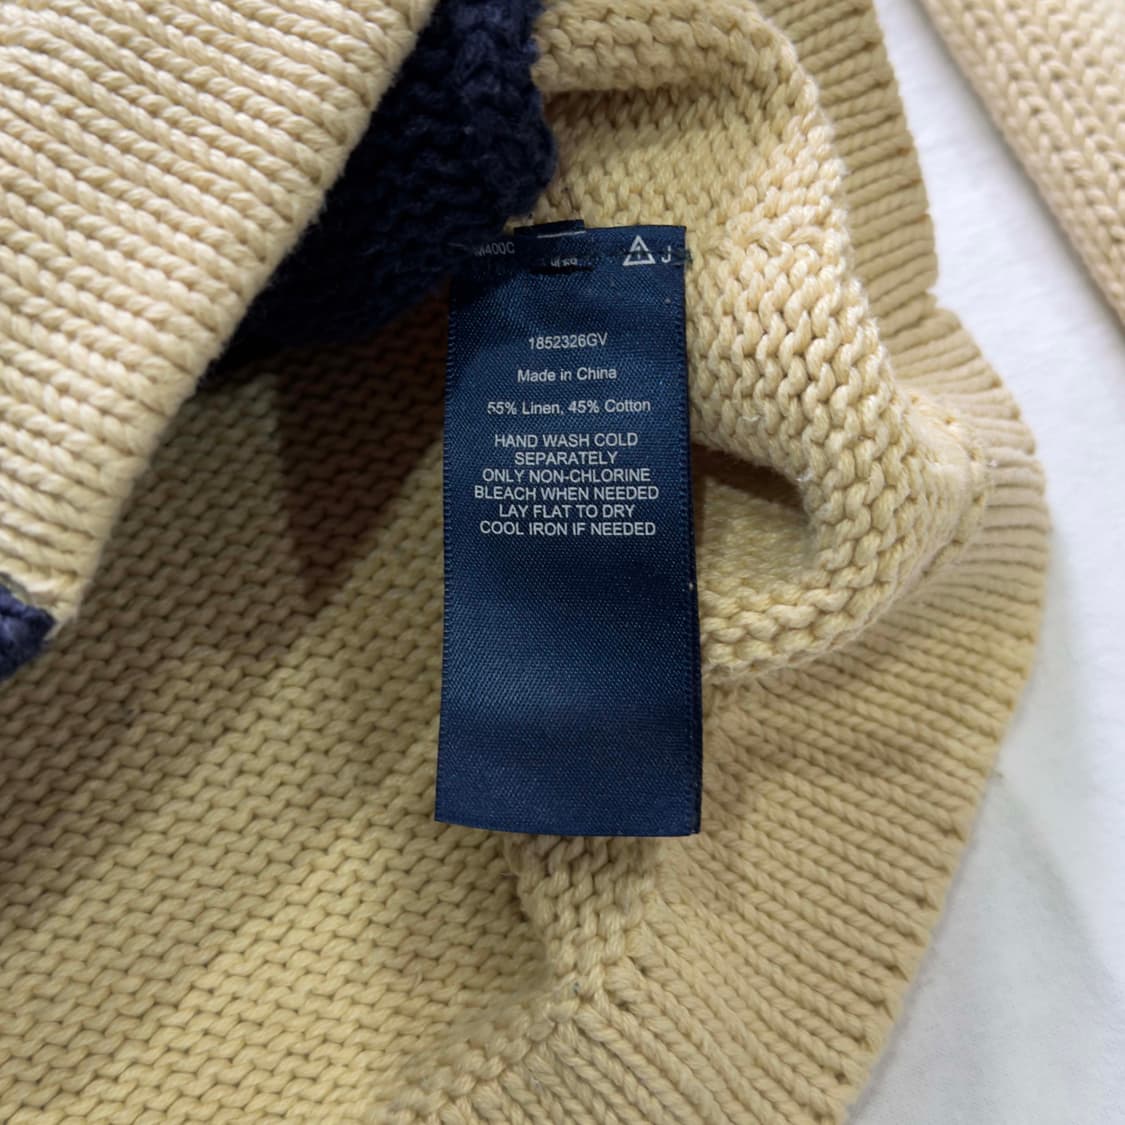 M400C
J
1852326GV
Made in China
55% Linen, 45% Cotton
HAND WASH COLD
SEPARATELY
ONLY NON-CHLORINE
BLEACH WHEN NEEDED
LAY FLAT TO DRY
COOL IRON IF NEEDED